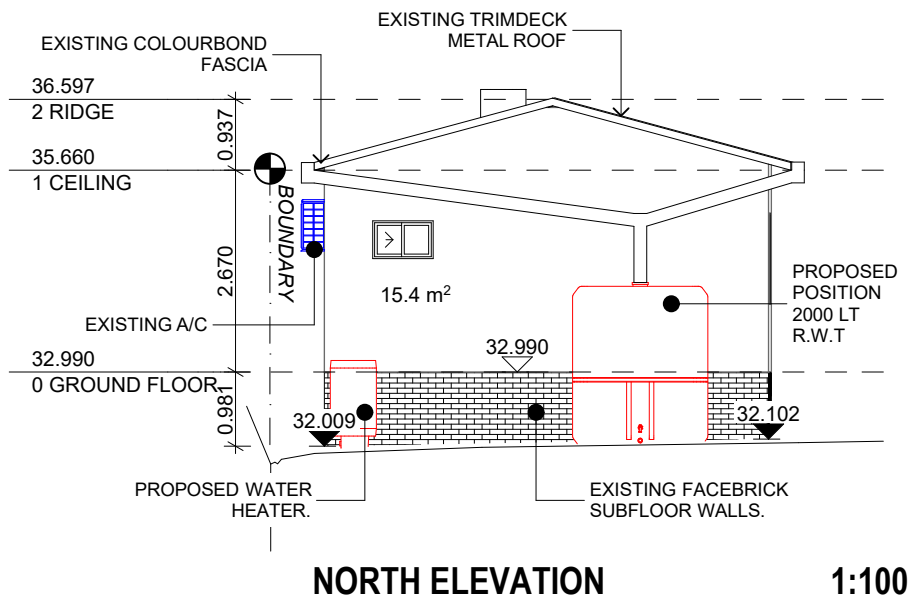 EXISTING TRIMDECK
METAL ROOF
EXISTING COLOURBOND
FASCIA
36.597
2 RIDGE
0.937
35.660
1 CEILING
BOUNDARY
2.670
15.4 m²
PROPOSED
POSITION
2000 LT
R.W.T
EXISTING A/C
32.990
32.990
0 GROUND FLOOR
0.981
32.009
32.102
PROPOSED WATER
HEATER.
EXISTING FACEBRICK
SUBFLOOR WALLS.
NORTH ELEVATION
1:100